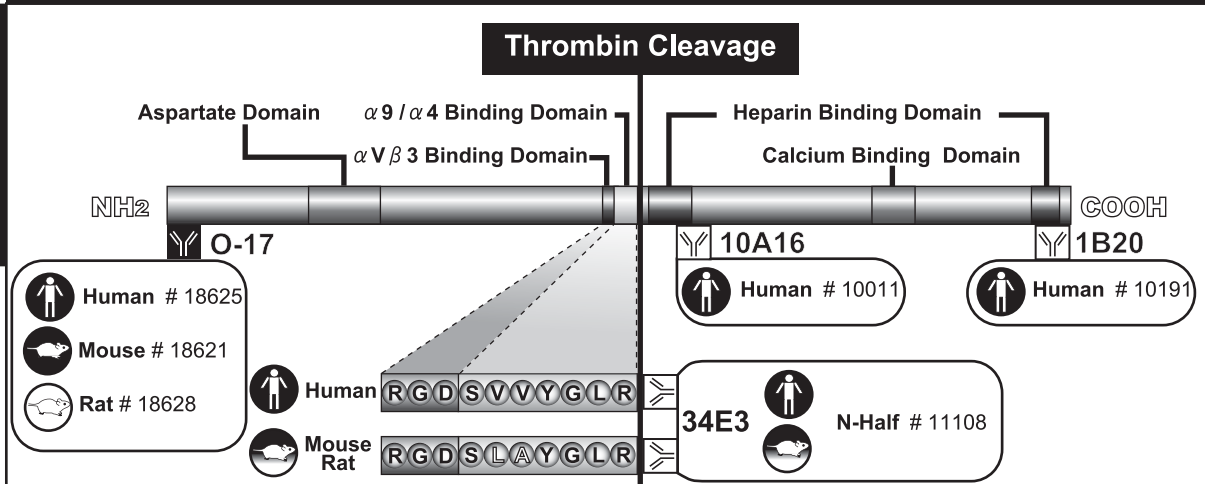 Thrombin Cleavage
Aspartate Domain
α9 / α4 Binding Domain
Heparin Binding Domain
αVβ3 Binding Domain
Calcium Binding Domain
NH2
COOH
O-17
10A16
1B20
Human # 18625
Mouse # 18621
Rat # 18628
Human # 10011
Human # 10191
Human
RGDSVVYGLR
Mouse
Rat
RGDSLAYGLR
34E3
N-Half # 11108